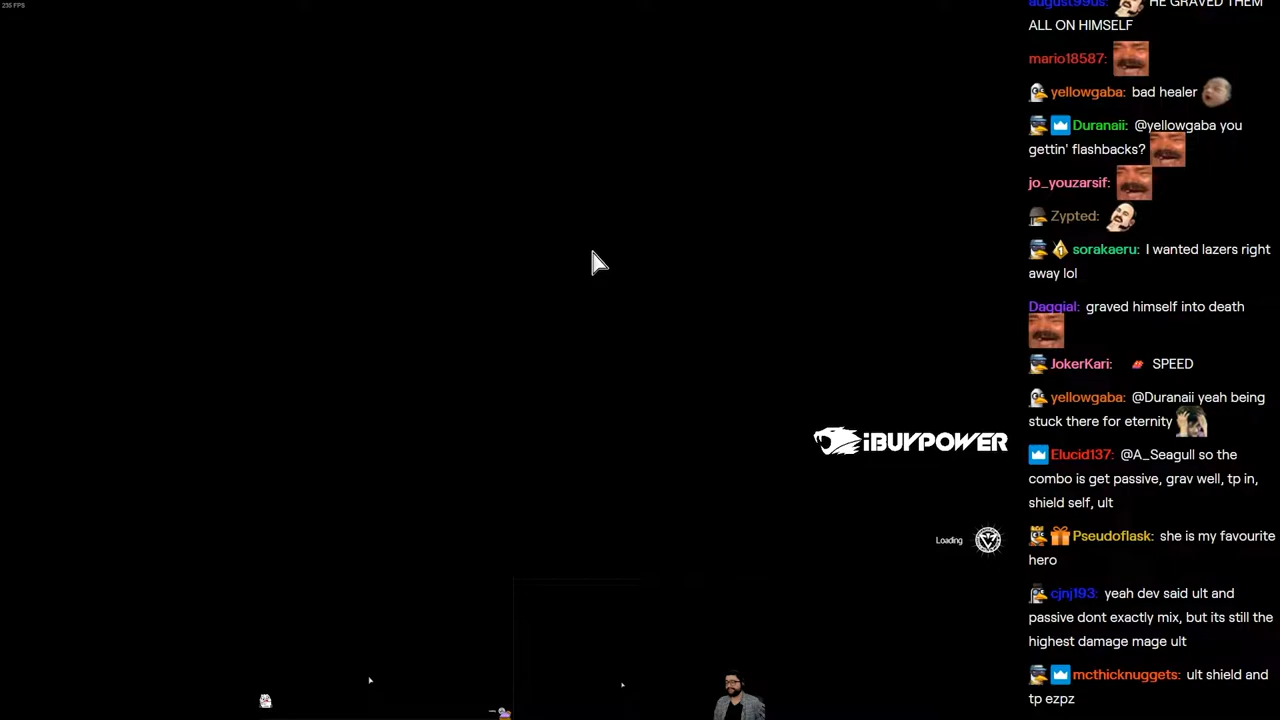 235 FPS
august99us: HE GRAVED THEM
ALL ON HIMSELF
mario18587:
yellowgaba: bad healer
Duranaii: @yellowgaba you
gettin' flashbacks?
jo_youzarsif:
Zypted:
sorakaeru: I wanted lazers right
away lol
Daqqial: graved himself into death
JokerKari: SPEED
yellowgaba: @Duranaii yeah being
stuck there for eternity
iBUYPOWER
Elucid137: @A_Seagull so the
combo is get passive, grav well, tp in,
shield self, ult
Loading
Pseudoflask: she is my favourite
hero
cjnj193: yeah dev said ult and
passive dont exactly mix, but its still the
highest damage mage ult
mcthicknuggets: ult shield and
tp ezpz